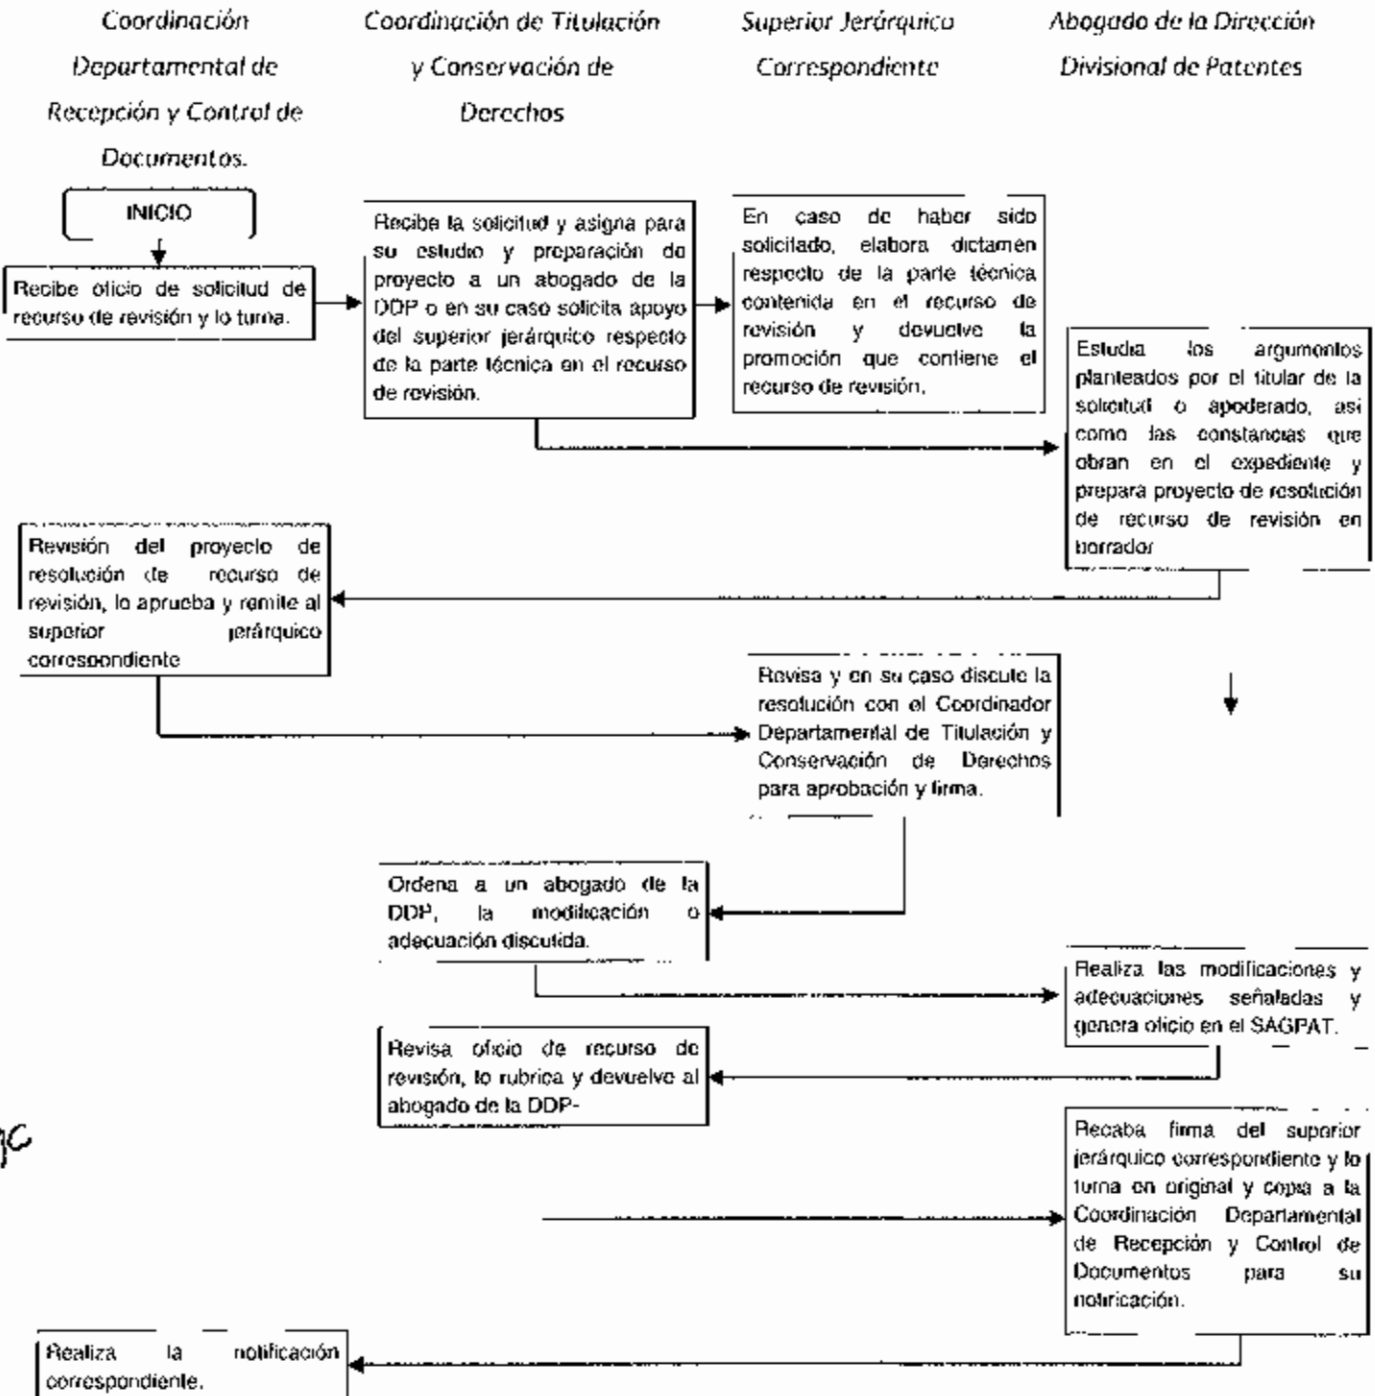 Coordinación
Departamental de
Recepción y Control de
Documentos.
Coordinación de Titulación
y Conservación de
Derechos
Superior Jerárquico
Correspondiente
Abogado de la Dirección
Divisional de Patentes
INICIO
Recibe oficio de solicitud de
recurso de revisión y lo turna.
Recibe la solicitud y asigna para
su estudio y preparación de
proyecto a un abogado de la
DDP o en su caso solicita apoyo
del superior jerárquico respecto
de la parte técnica en el recurso
de revisión.
En caso de haber sido
solicitado, elabora dictamen
respecto de la parte técnica
contenida en el recurso de
revisión y devuelve la
promoción que contiene el
recurso de revisión.
Estudia los argumentos
planteados por el titular de la
solicitud o apoderado, asi
como las constancias que
obran en el expediente y
prepara proyecto de resolución
de recurso de revisión en
borrador
Revisión del proyecto de
resolución de recurso de
revisión, lo aprueba y remite al
superior jerárquico
correspondiente
Revisa y en su caso discute la
resolución con el Coordinador
Departamental de Titulación y
Conservación de Derechos
para aprobación y firma.
Ordena a un abogado de la
DDP, la modificación o
adecuación discutida.
Realiza las modificaciones y
adecuaciones señaladas y
genera oficio en el SAGPAT.
Revisa oficio de recurso de
revisión, lo rubrica y devuelve al
abogado de la DDP-
Recaba firma del superior
jerárquico correspondiente y lo
turna en original y copia a la
Coordinación Departamental
de Recepción y Control de
Documentos para su
notificación.
Realiza la notificación
correspondiente.